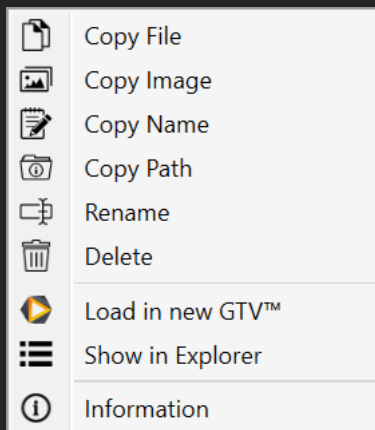 Copy File
Copy Image
Copy Name
Copy Path
Rename
Delete
Load in new GTV™
Show in Explorer
Information